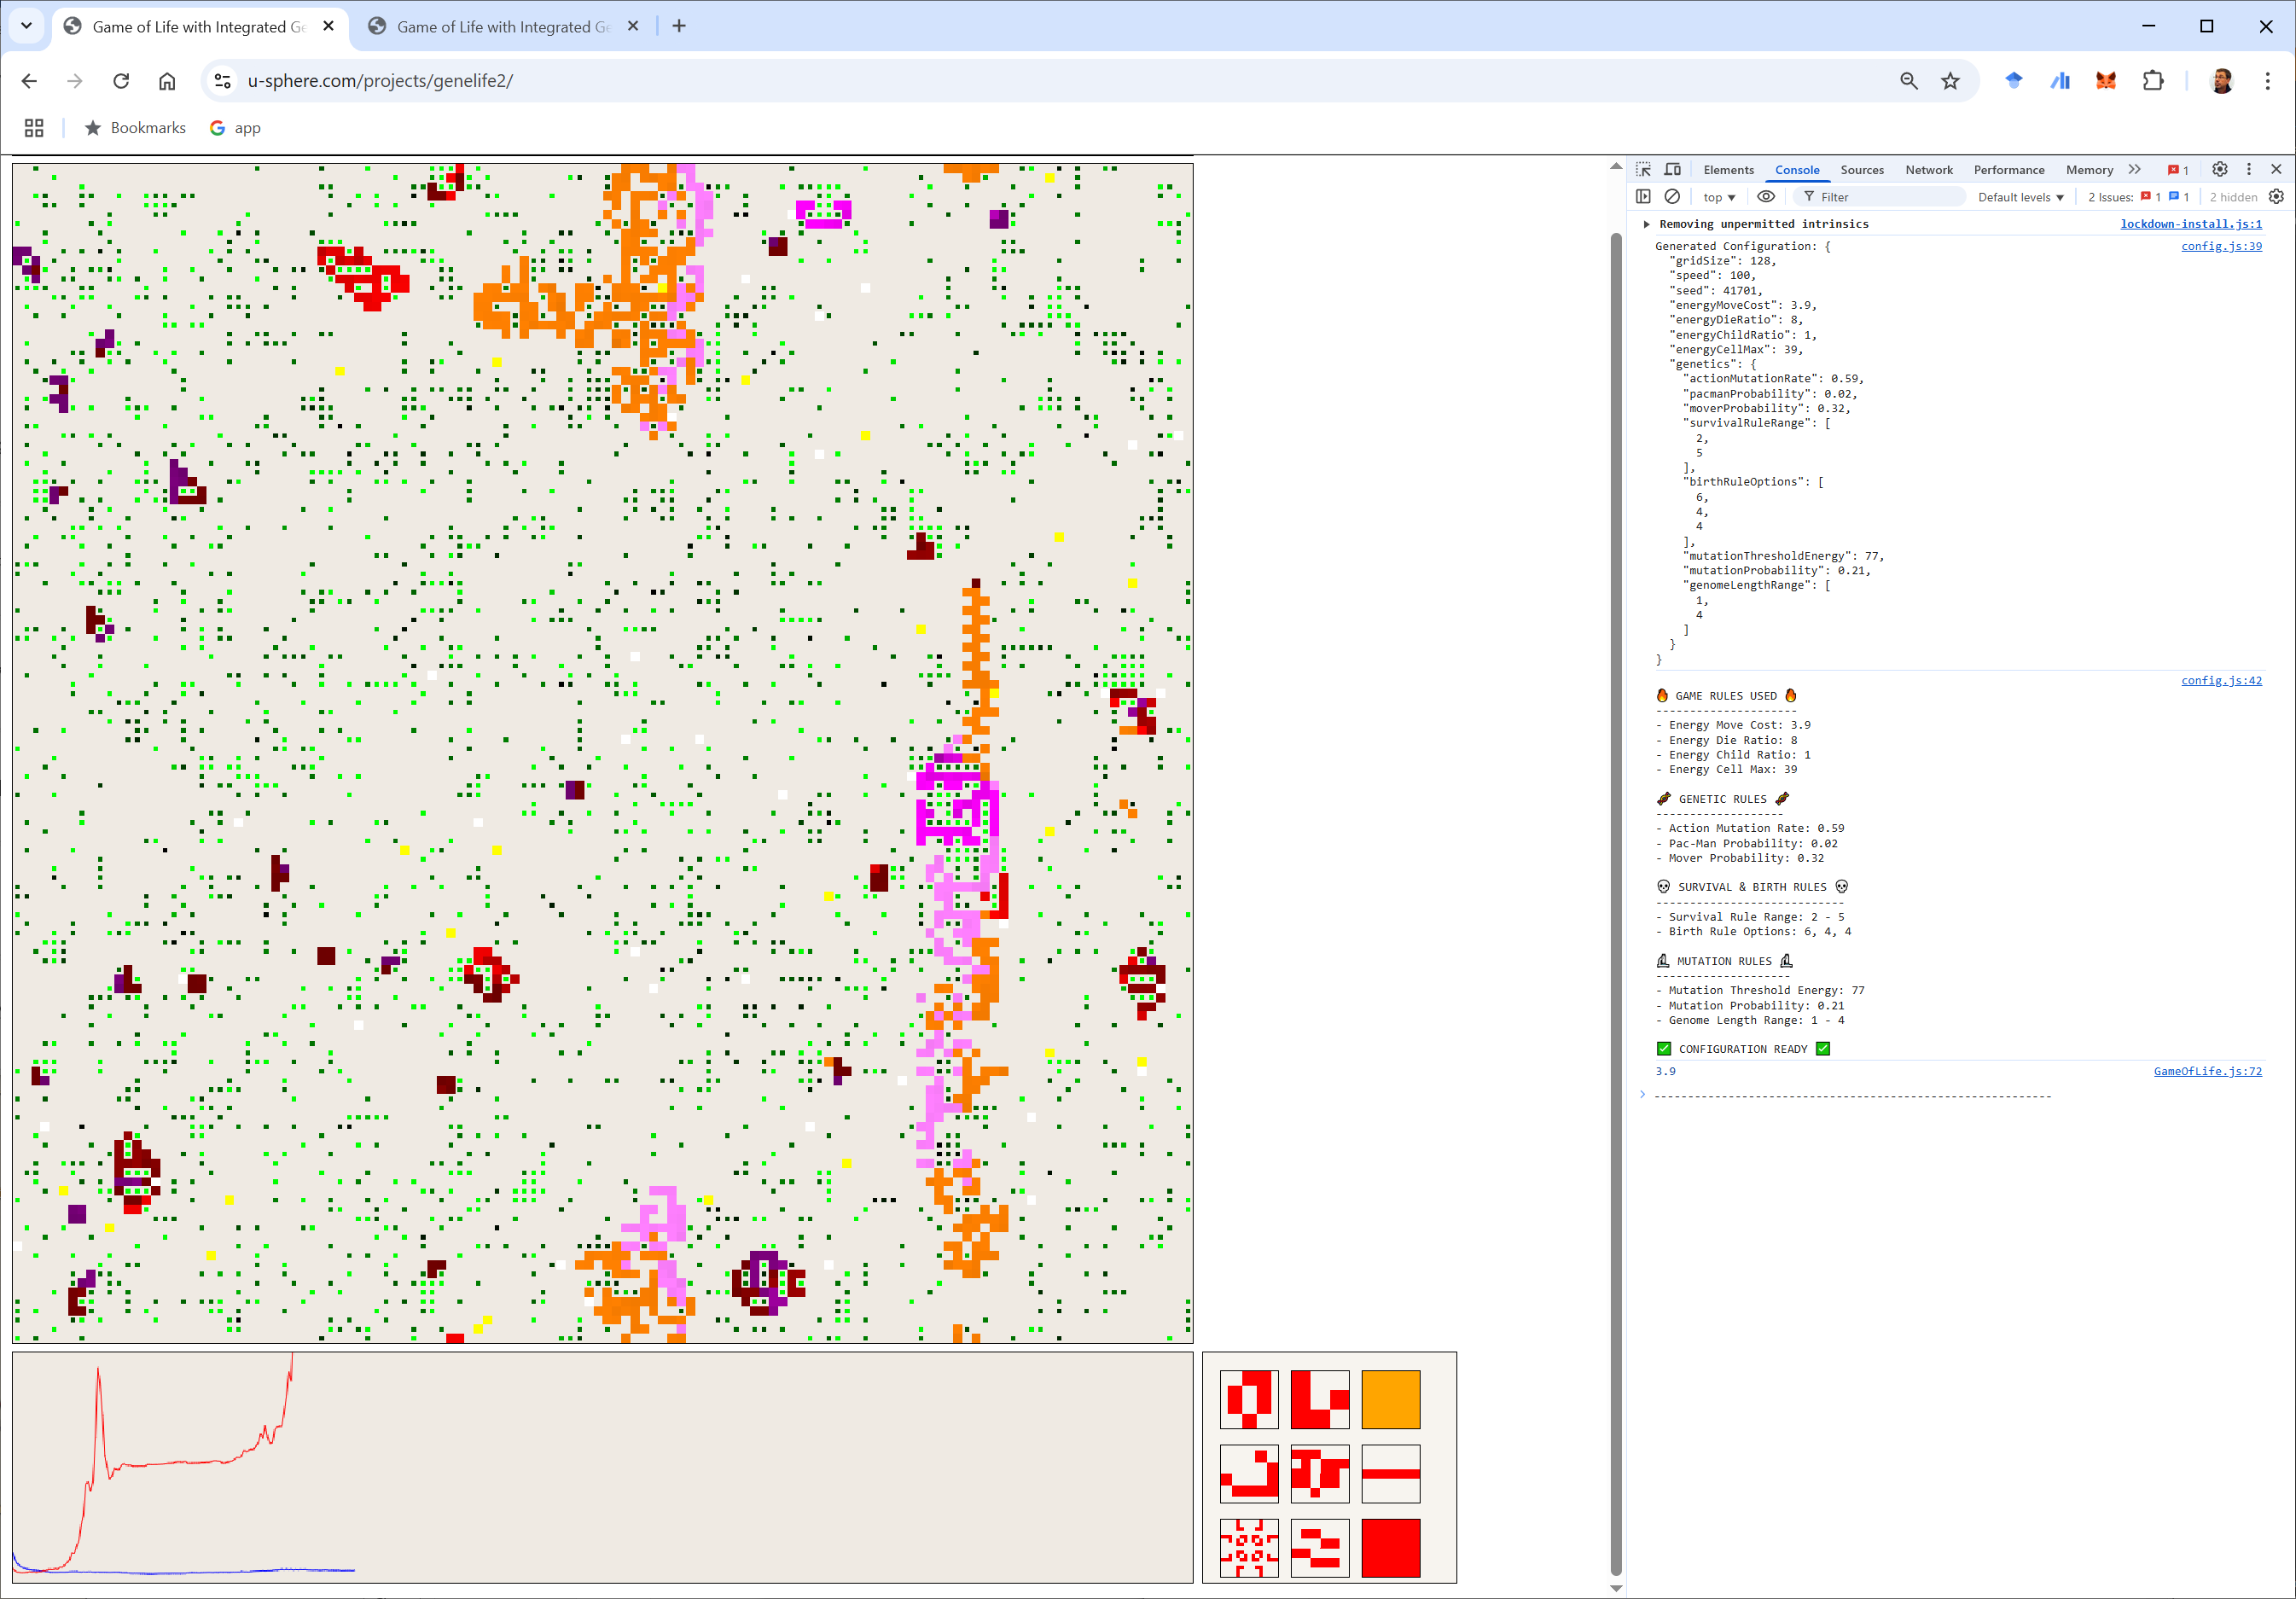 Game of Life with Integrated Ge
Game of Life with Integrated Ge
u-sphere.com/projects/genelife2/
Bookmarks
app
Elements Console Sources Network Performance Memory 1
top Filter Default levels 2 Issues: 1 1 2 hidden
Removing unpermitted intrinsics lockdown-install.js:1
Generated Configuration: { config.js:39
"gridSize": 128,
"speed": 100,
"seed": 41701,
"energyMoveCost": 3.9,
"energyDieRatio": 8,
"energyChildRatio": 1,
"energyCellMax": 39,
"genetics": {
"actionMutationRate": 0.59,
"pacmanProbability": 0.02,
"moverProbability": 0.32,
"survivalRuleRange": [
2,
5
],
"birthRuleOptions": [
6,
4,
4
],
"mutationThresholdEnergy": 77,
"mutationProbability": 0.21,
"genomeLengthRange": [
1,
4
]
}
}
config.js:42
🔥 GAME RULES USED 🔥
---------------------
- Energy Move Cost: 3.9
- Energy Die Ratio: 8
- Energy Child Ratio: 1
- Energy Cell Max: 39
🧬 GENETIC RULES 🧬
-------------------
- Action Mutation Rate: 0.59
- Pac-Man Probability: 0.02
- Mover Probability: 0.32
💀 SURVIVAL & BIRTH RULES 💀
----------------------------
- Survival Rule Range: 2 - 5
- Birth Rule Options: 6, 4, 4
🔬 MUTATION RULES 🔬
--------------------
- Mutation Threshold Energy: 77
- Mutation Probability: 0.21
- Genome Length Range: 1 - 4
✅ CONFIGURATION READY ✅
3.9 GameOfLife.js:72
-----------------------------------------------------------